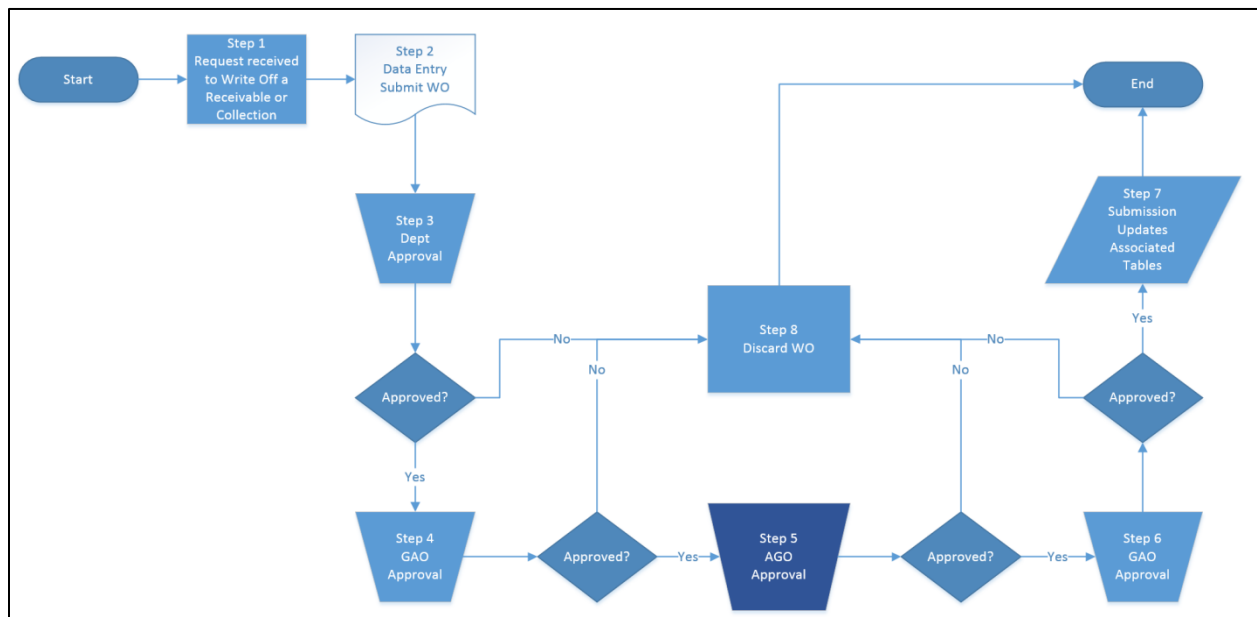 Start
Step 1
Request received
to Write Off a
Receivable or
Collection
Step 2
Data Entry
Submit WO
End
Step 3
Dept
Approval
Step 7
Submission
Updates
Associated
Tables
Step 8
Discard WO
No
No
No
No
Yes
Approved?
Approved?
Yes
Step 4
GAO
Approval
Approved?
Yes
Step 5
AGO
Approval
Approved?
Yes
Step 6
GAO
Approval